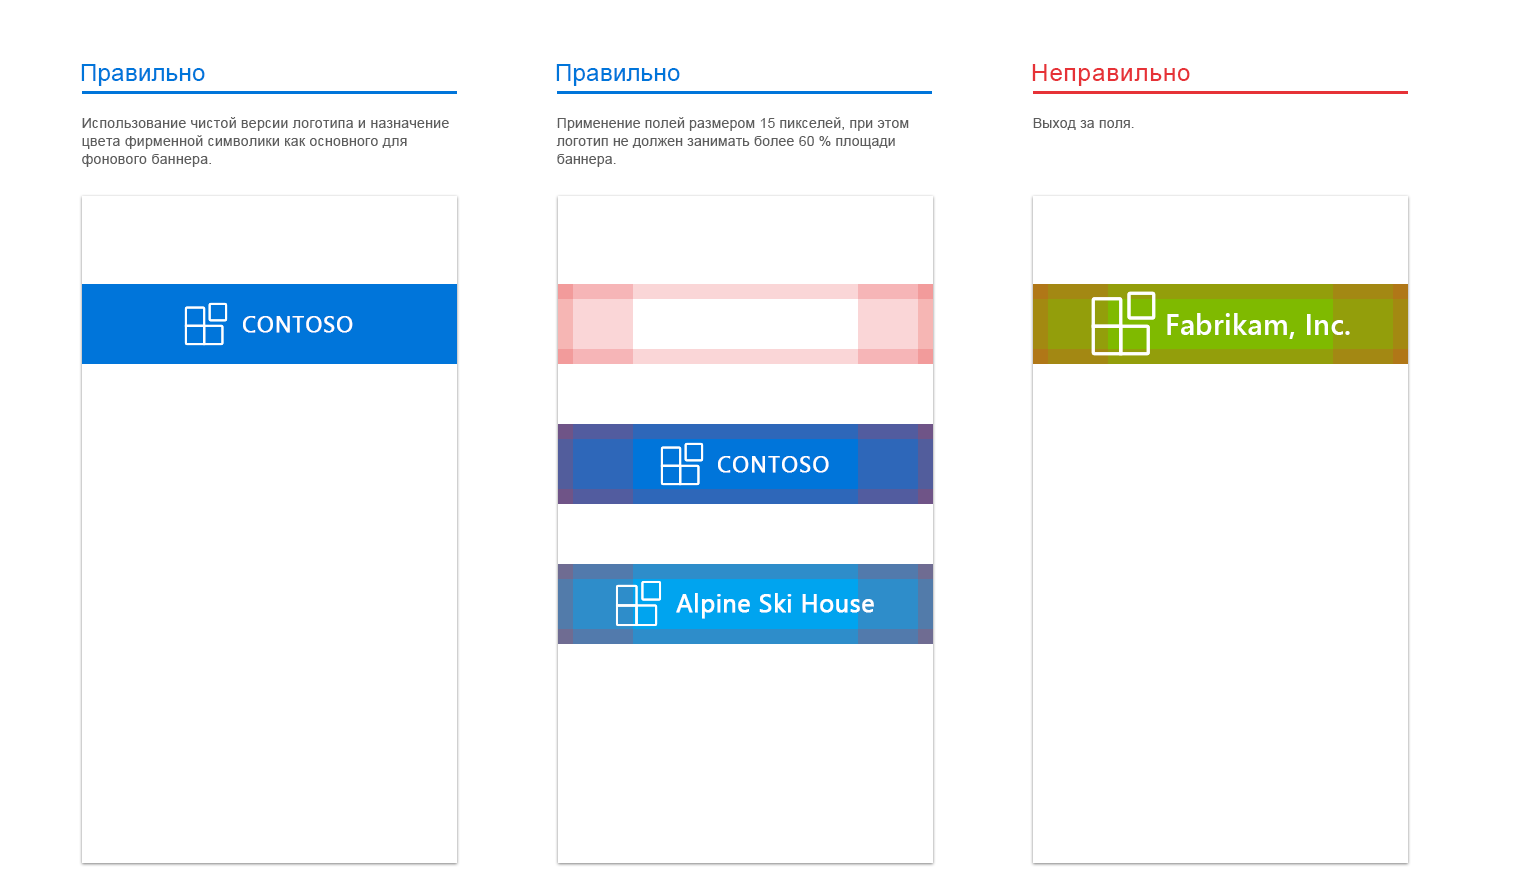 Правильно
Использование чистой версии логотипа и назначение
цвета фирменной символики как основного для
фонового баннера.
CONTOSO
Правильно
Применение полей размером 15 пикселей, при этом
логотип не должен занимать более 60 % площади
баннера.
CONTOSO
Alpine Ski House
Неправильно
Выход за поля.
Fabrikam, Inc.